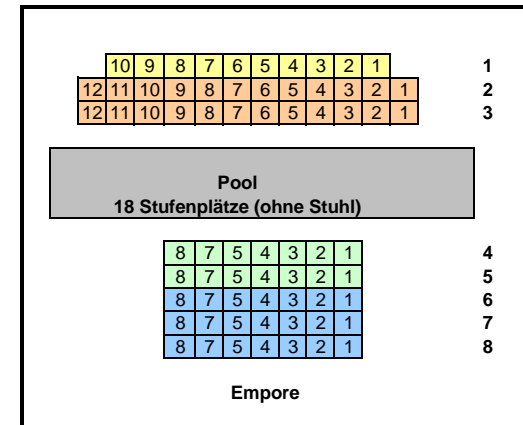 10 9 8 7 6 5 4 3 2 1 1
12 11 10 9 8 7 6 5 4 3 2 1 2
12 11 10 9 8 7 6 5 4 3 2 1 3
Pool
18 Stufenplätze (ohne Stuhl)
8 7 5 4 3 2 1 4
8 7 5 4 3 2 1 5
8 7 5 4 3 2 1 6
8 7 5 4 3 2 1 7
8 7 5 4 3 2 1 8
Empore